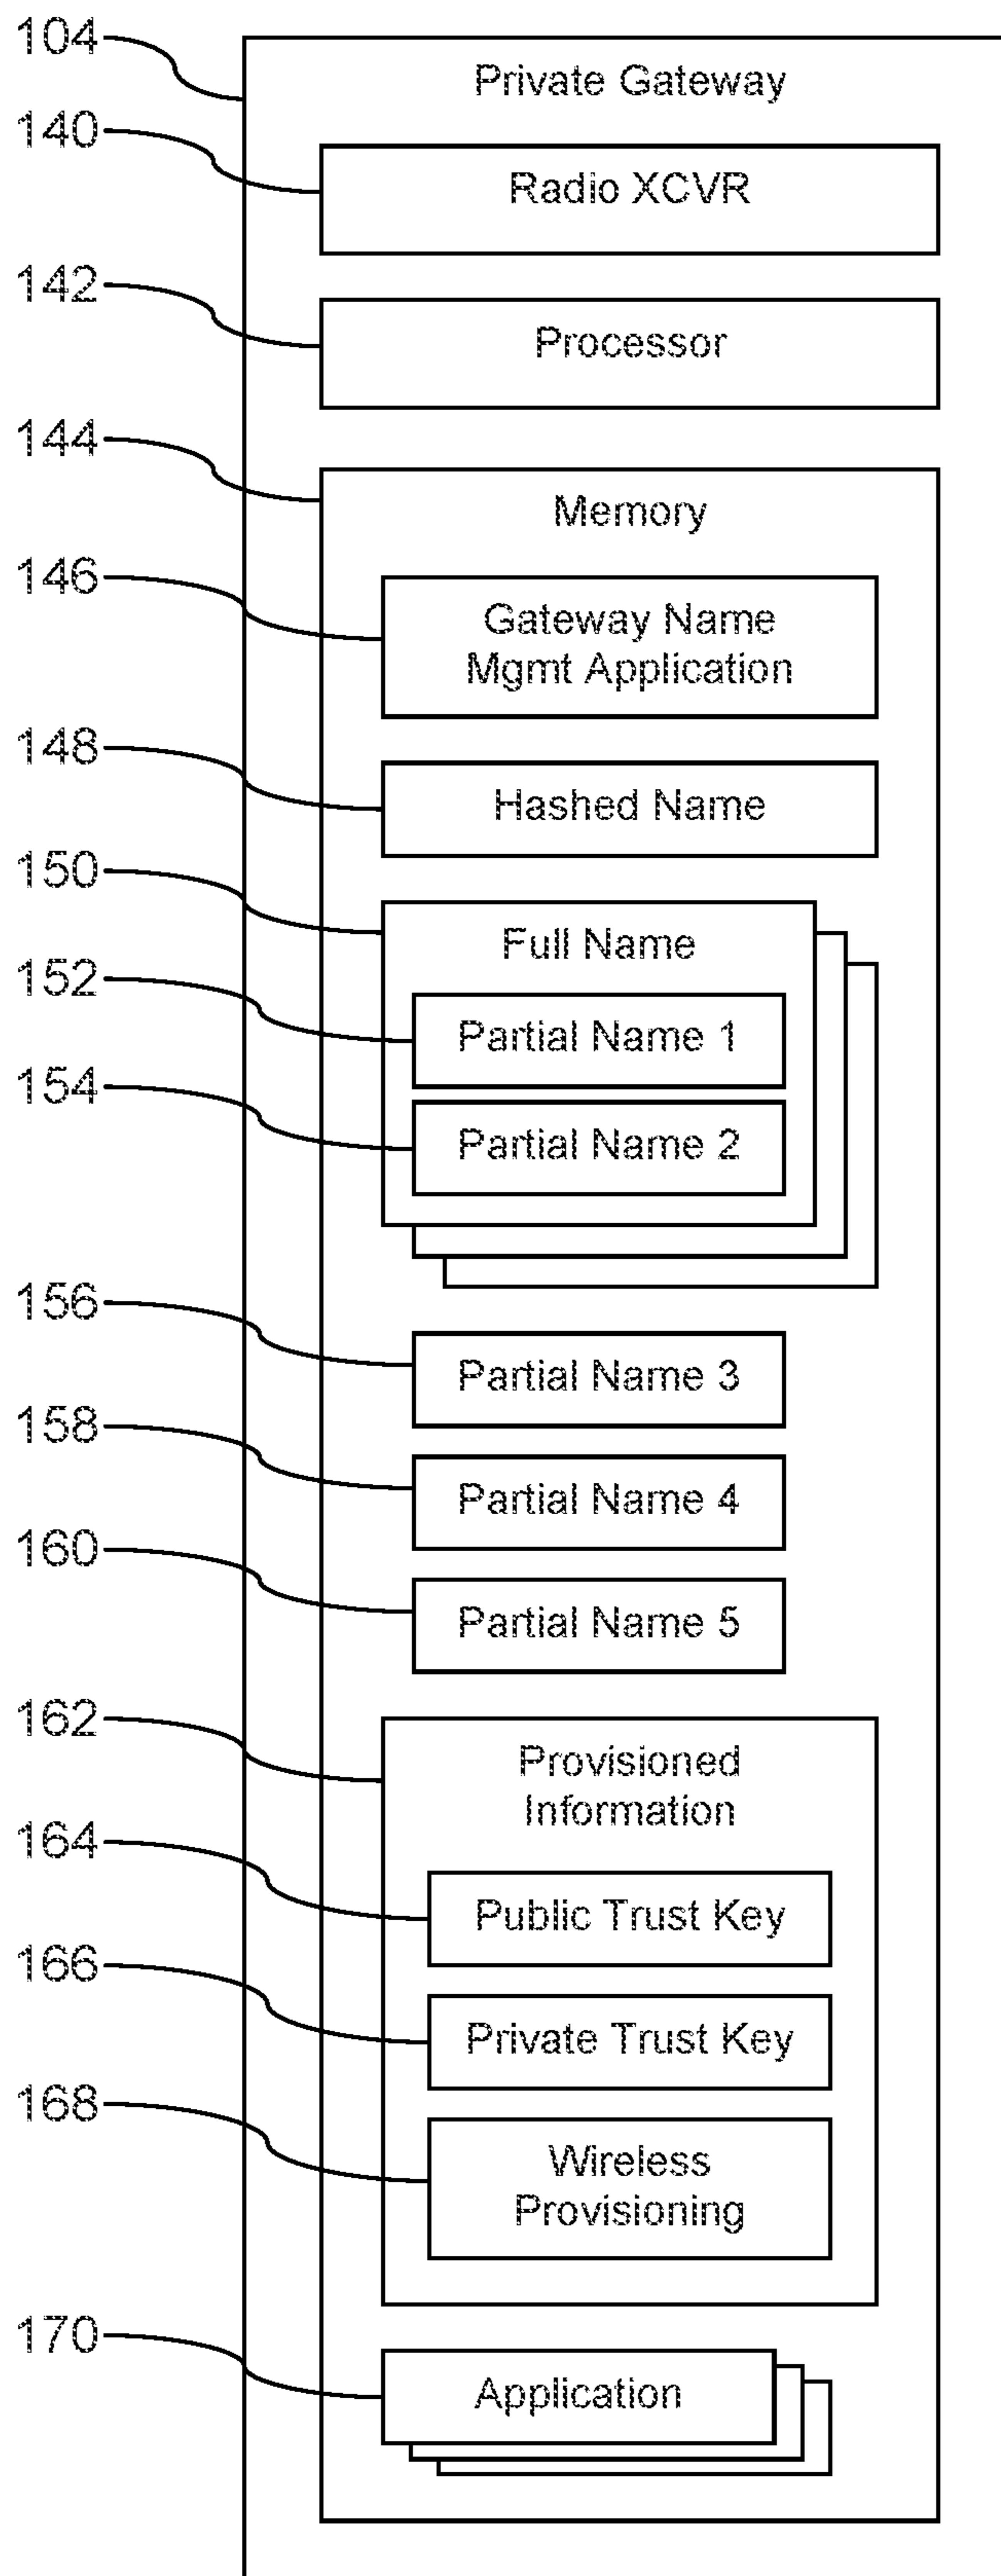 104
Private Gateway
140
Radio XCVR
142
Processor
144
Memory
146
Gateway Name
Mgmt Application
148
Hashed Name
150
Full Name
152
Partial Name 1
154
Partial Name 2
156
Partial Name 3
158
Partial Name 4
160
Partial Name 5
162
Provisioned
Information
164
Public Trust Key
166
Private Trust Key
168
Wireless
Provisioning
170
Application